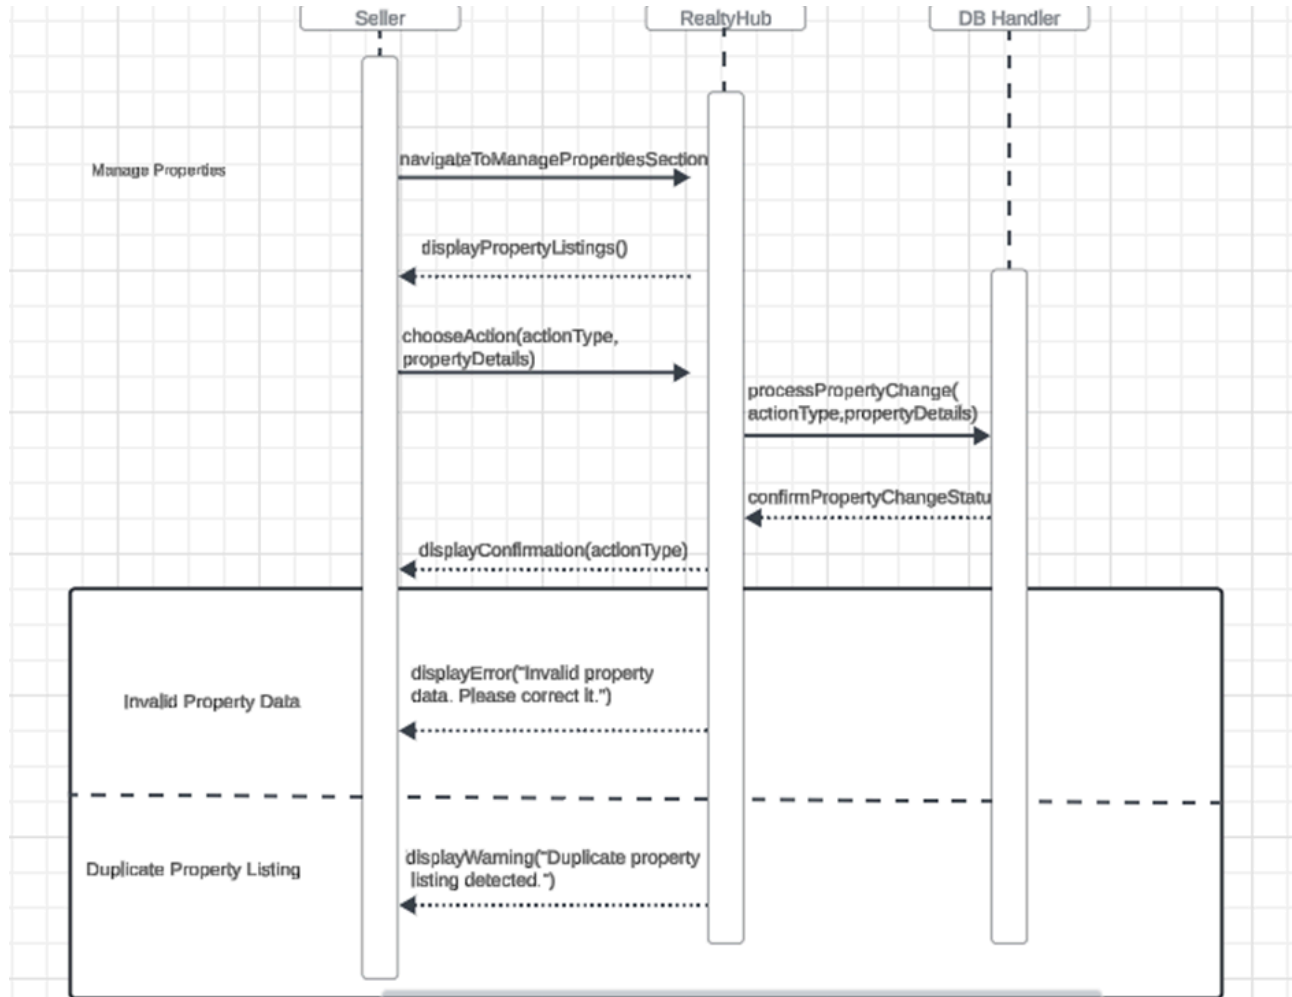 Seller
RealtyHub
DB Handler
Manage Properties
navigateToManagePropertiesSection
displayPropertyListings()
chooseAction(actionType,
propertyDetails)
processPropertyChange(
actionType,propertyDetails)
confirmPropertyChangeStatu
displayConfirmation(actionType)
Invalid Property Data
displayError("Invalid property
data. Please correct it.")
Duplicate Property Listing
displayWarning("Duplicate property
listing detected.")